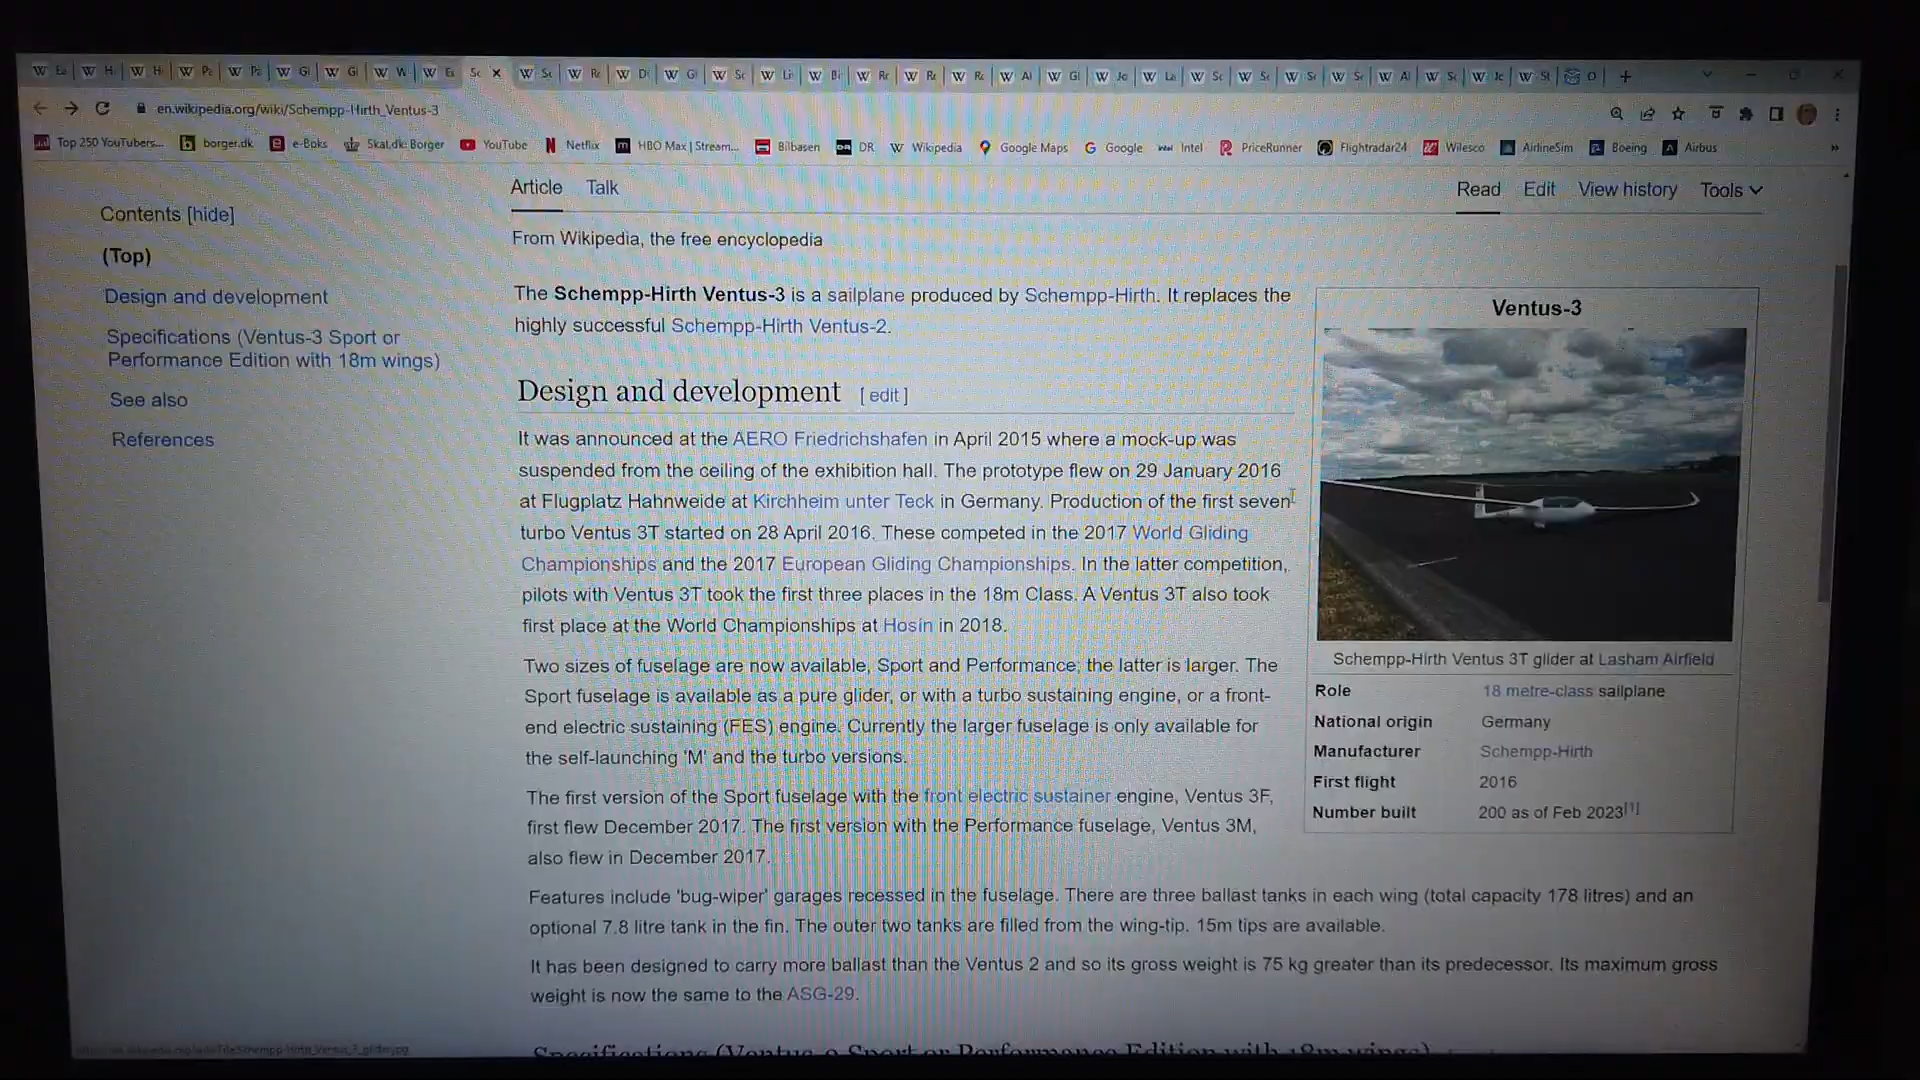 en.wikipedia.org/wiki/Schempp-Hirth_Ventus-3
Top 250 YouTubers... borger.dk e-Boks Skat.dk: Borger YouTube Netflix HBO Max | Stream... Bilbasen DR Wikipedia Google Maps Google Intel PriceRunner Flightradar24 Wilesco AirlineSim Boeing Airbus »
Article Talk Read Edit View history Tools
Contents [hide]
(Top)
Design and development
Specifications (Ventus-3 Sport or
Performance Edition with 18m wings)
See also
References
From Wikipedia, the free encyclopedia
The Schempp-Hirth Ventus-3 is a sailplane produced by Schempp-Hirth. It replaces the
highly successful Schempp-Hirth Ventus-2.
Design and development [ edit ]
It was announced at the AERO Friedrichshafen in April 2015 where a mock-up was
suspended from the ceiling of the exhibition hall. The prototype flew on 29 January 2016
at Flugplatz Hahnweide at Kirchheim unter Teck in Germany. Production of the first seven
turbo Ventus 3T started on 28 April 2016. These competed in the 2017 World Gliding
Championships and the 2017 European Gliding Championships. In the latter competition,
pilots with Ventus 3T took the first three places in the 18m Class. A Ventus 3T also took
first place at the World Championships at Hosín in 2018.
Two sizes of fuselage are now available, Sport and Performance; the latter is larger. The
Sport fuselage is available as a pure glider, or with a turbo sustaining engine, or a front-
end electric sustaining (FES) engine. Currently the larger fuselage is only available for
the self-launching 'M' and the turbo versions.
The first version of the Sport fuselage with the front electric sustainer engine, Ventus 3F,
first flew December 2017. The first version with the Performance fuselage, Ventus 3M,
also flew in December 2017.
Features include 'bug-wiper' garages recessed in the fuselage. There are three ballast tanks in each wing (total capacity 178 litres) and an
optional 7.8 litre tank in the fin. The outer two tanks are filled from the wing-tip. 15m tips are available.
It has been designed to carry more ballast than the Ventus 2 and so its gross weight is 75 kg greater than its predecessor. Its maximum gross
weight is now the same to the ASG-29.
Ventus-3
Schempp-Hirth Ventus 3T glider at Lasham Airfield
Role 18 metre-class sailplane
National origin Germany
Manufacturer Schempp-Hirth
First flight 2016
Number built 200 as of Feb 2023[1]
Specifications (Ventus-3 Sport or Performance Edition with 18m wings)